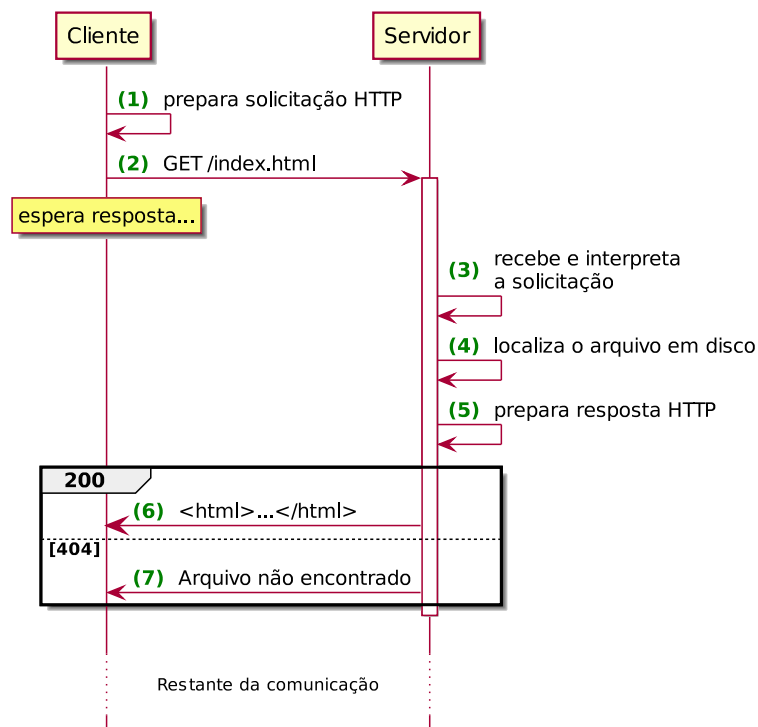 Cliente
Servidor
(1) prepara solicitação HTTP
(2) GET /index.html
espera resposta...
(3) recebe e interpreta
a solicitação
(4) localiza o arquivo em disco
(5) prepara resposta HTTP
200
(6) <html>...</html>
[404]
(7) Arquivo não encontrado
Restante da comunicação